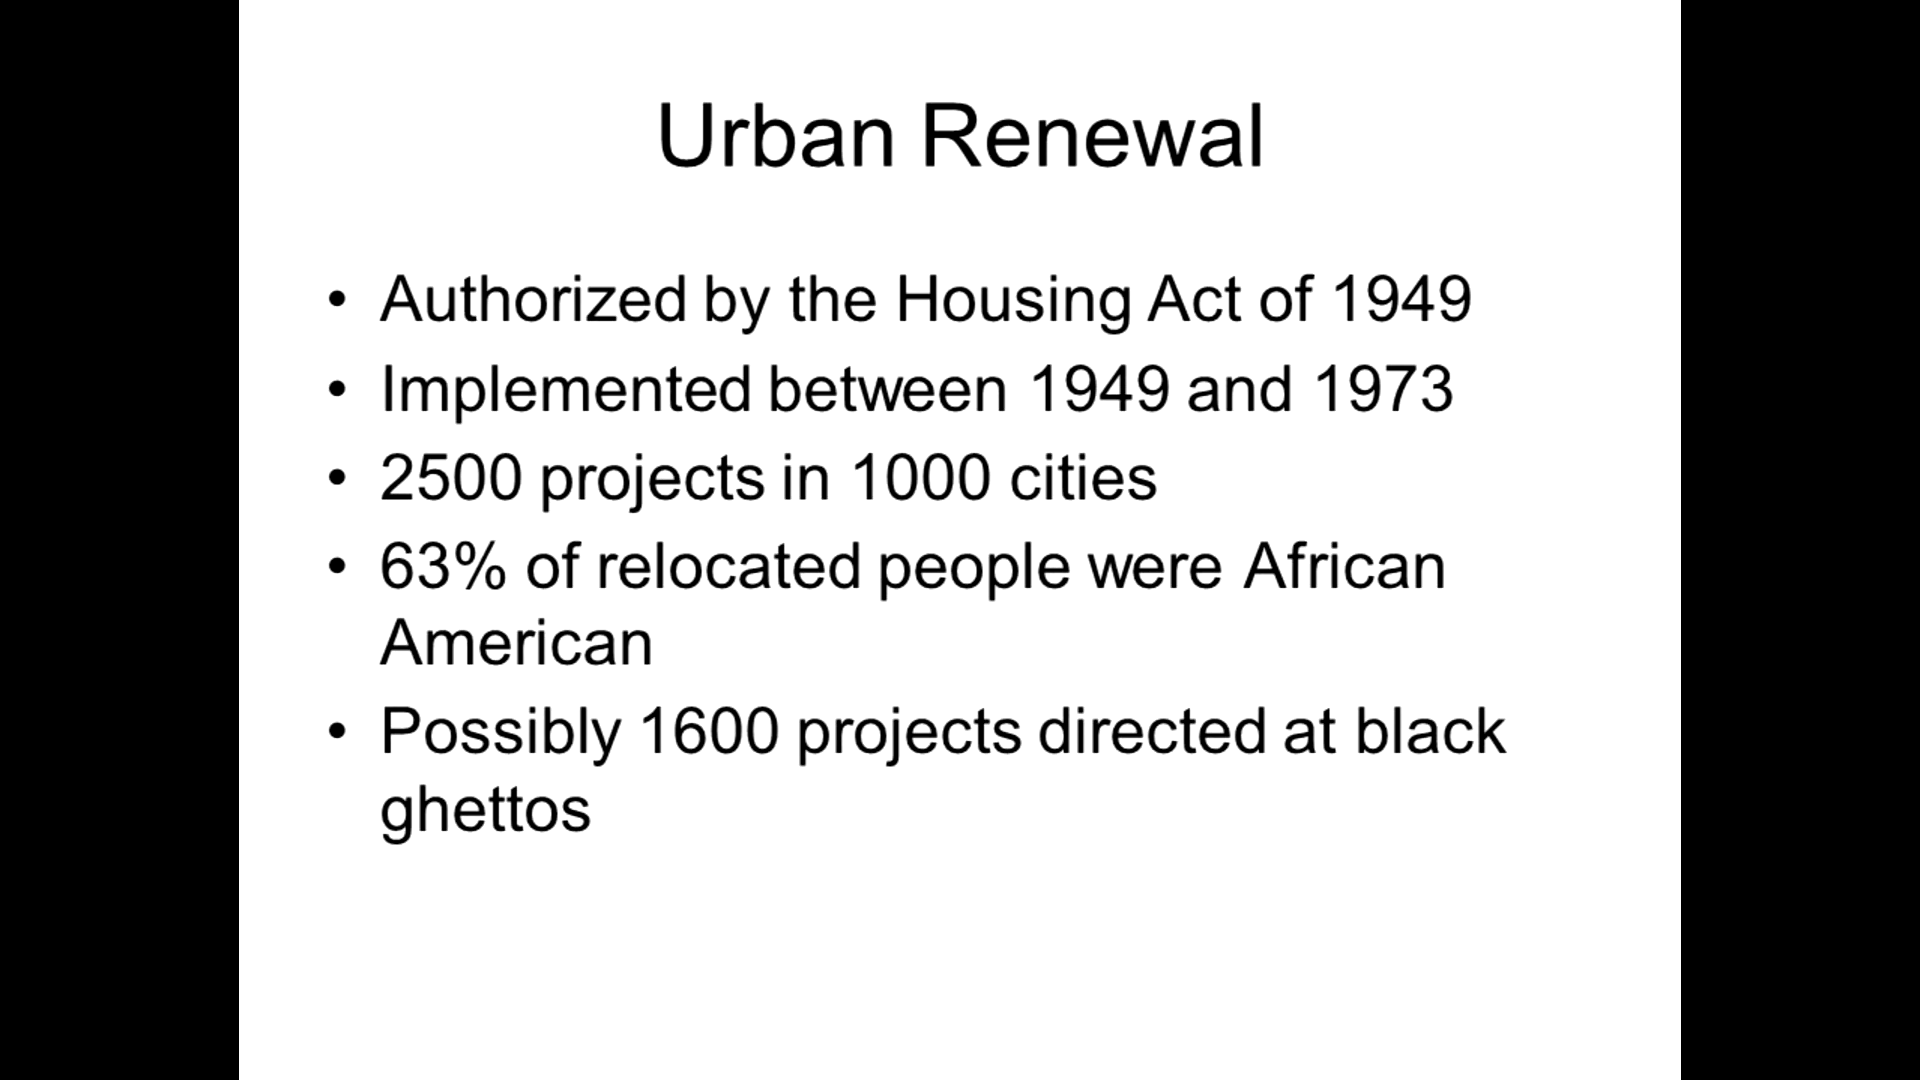 Urban Renewal
• Authorized by the Housing Act of 1949
• Implemented between 1949 and 1973
• 2500 projects in 1000 cities
• 63% of relocated people were African
American
• Possibly 1600 projects directed at black
ghettos